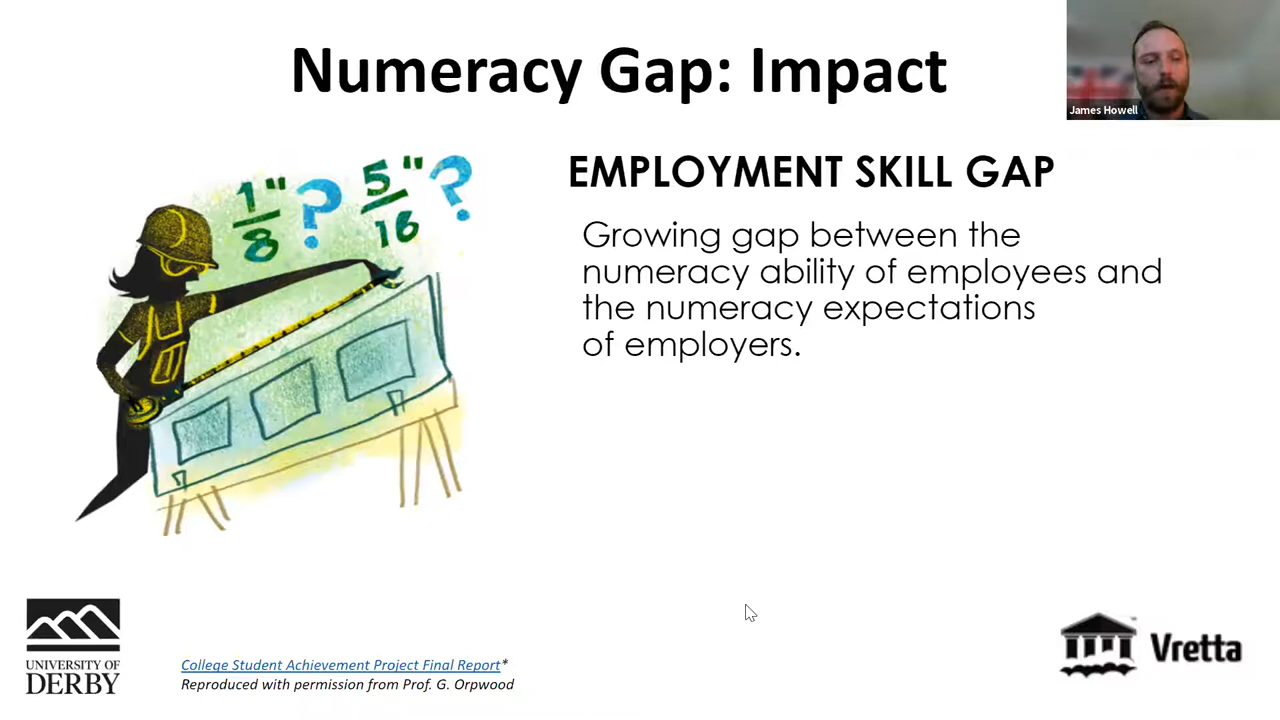 Numeracy Gap: Impact
James Howell
1" ? 5" ?
8 16
EMPLOYMENT SKILL GAP
Growing gap between the
numeracy ability of employees and
the numeracy expectations
of employers.
UNIVERSITY OF
DERBY
College Student Achievement Project Final Report*
Reproduced with permission from Prof. G. Orpwood
Vretta